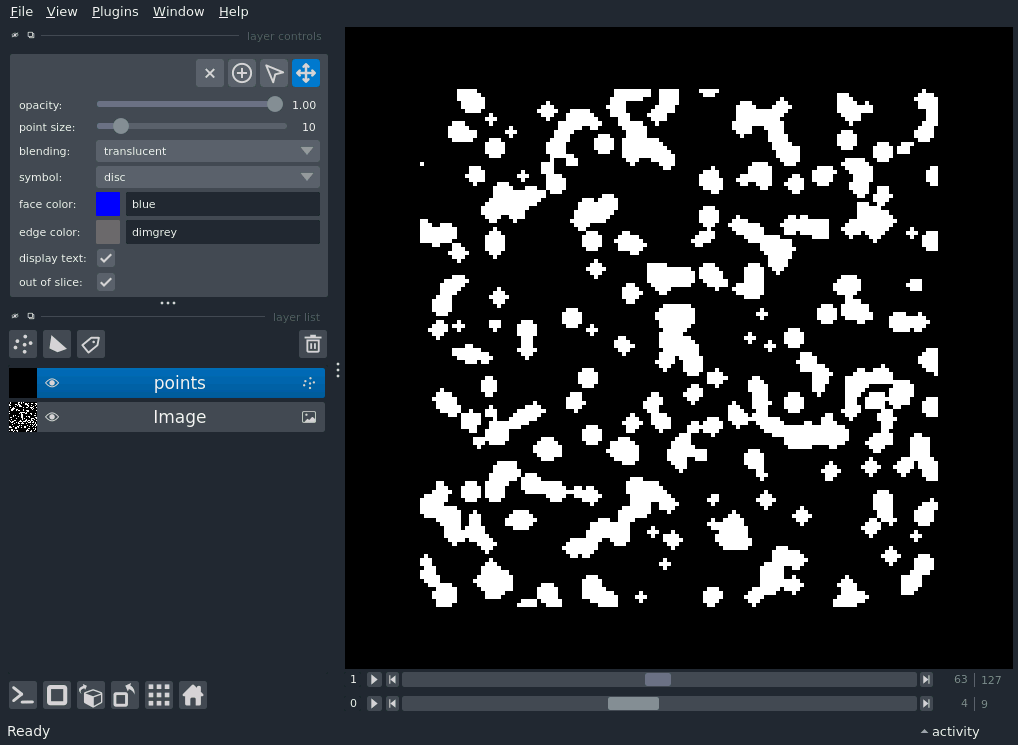 File View Plugins Window Help
layer controls
opacity: 1.00
point size: 10
blending: translucent
symbol: disc
face color: blue
edge color: dimgrey
display text:
out of slice:
layer list
points
Image
1 63 127
0 4 9
Ready activity